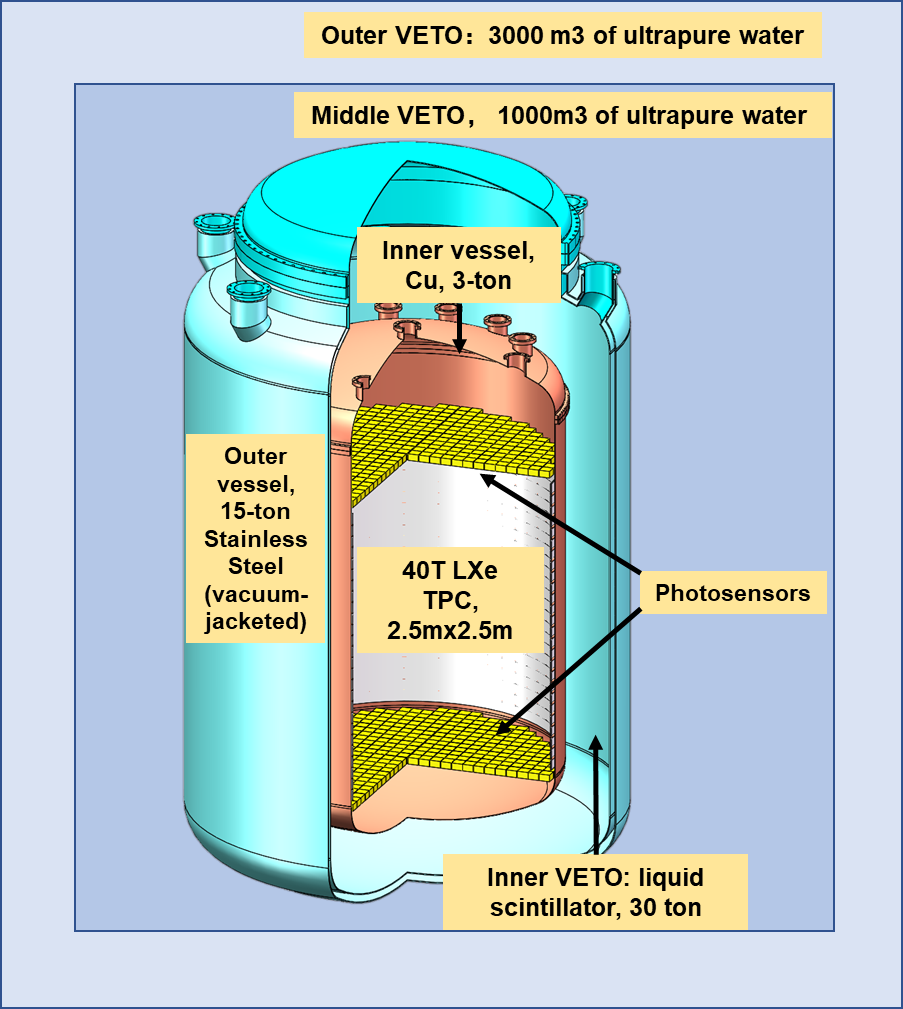 Outer VETO：3000 m3 of ultrapure water
Middle VETO， 1000m3 of ultrapure water
Inner vessel,
Cu, 3-ton
Outer
vessel,
15-ton
Stainless
Steel
(vacuum-
jacketed)
40T LXe
TPC,
2.5mx2.5m
Photosensors
Inner VETO: liquid
scintillator, 30 ton